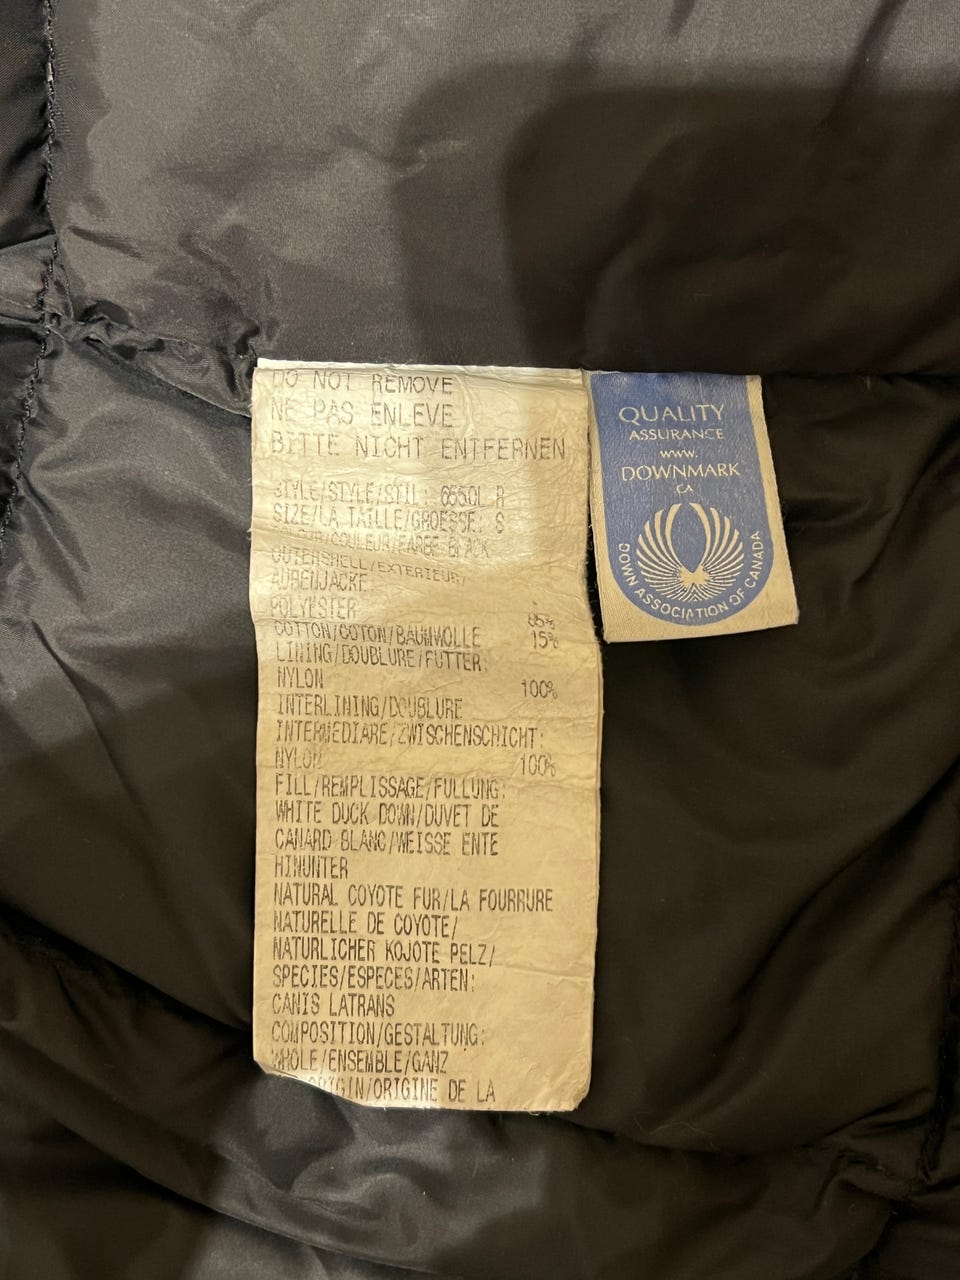 DO NOT REMOVE
NE PAS ENLEVE
BITTE NICHT ENTFERNEN
STYLE/STYLE/STIL: 6550L R
SIZE/LA TAILLE/GROESSE: S
/COULEUR/FARBE BLACK
OUTERSHELL/EXTERIEUR/
AUBENJACKE:
POLYESTER 85%
COTTON/COTON/BAUMWOLLE 15%
LINING/DOUBLURE/FUTTER:
NYLON 100%
INTERLINING/DOUBLURE
INTERMEDIARE/ZWISCHENSCHICHT:
NYLON 100%
FILL/REMPLISSAGE/FULLUNG:
WHITE DUCK DOWN/DUVET DE
CANARD BLANC/WEISSE ENTE
HINUNTER
NATURAL COYOTE FUR/LA FOURRURE
NATURELLE DE COYOTE/
NATURLICHER KOJOTE PELZ/
SPECIES/ESPECES/ARTEN:
CANIS LATRANS
COMPOSITION/GESTALTUNG:
WHOLE/ENSEMBLE/GANZ
ORIGIN/ORIGINE DE LA
QUALITY
ASSURANCE
www.
DOWNMARK
.CA
DOWN ASSOCIATION OF CANADA